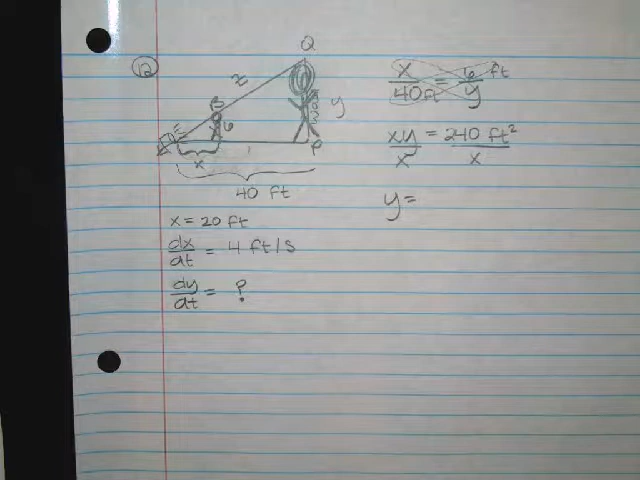 12
Q
z
B
6
y
x
P
40 ft
x = 20 ft
dx/dt = 4 ft/s
dy/dt = ?
x/40ft = 6/y ft
xy/x = 240 ft²/x
y =